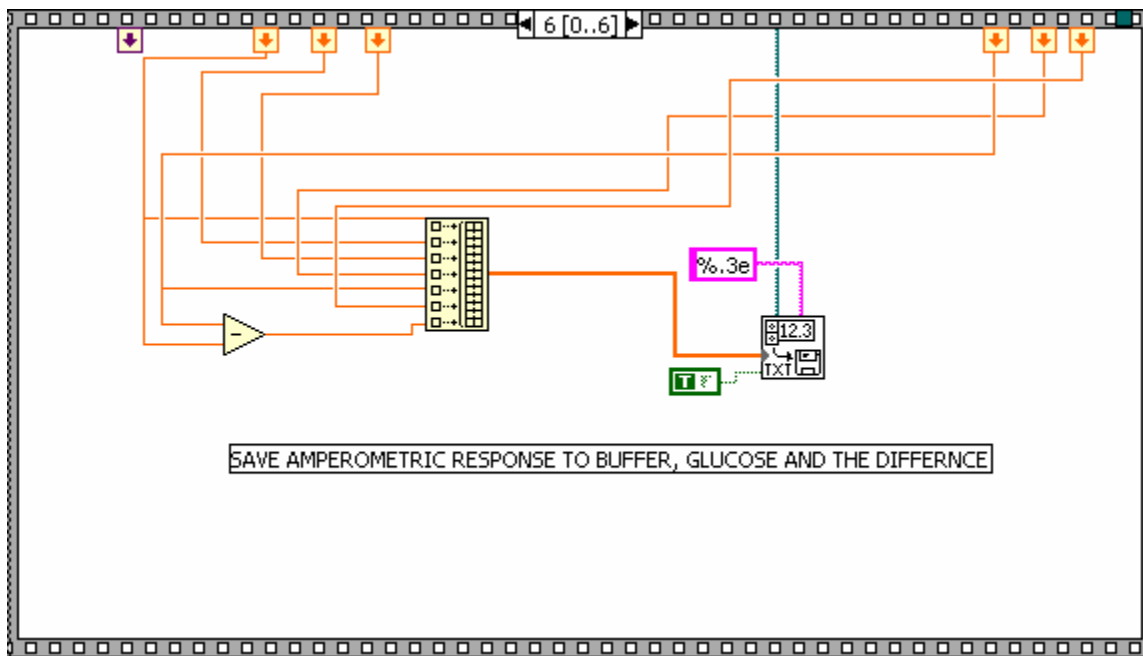 6 [0..6]
%.3e
12.3
TXT
T
SAVE AMPEROMETRIC RESPONSE TO BUFFER, GLUCOSE AND THE DIFFERNCE